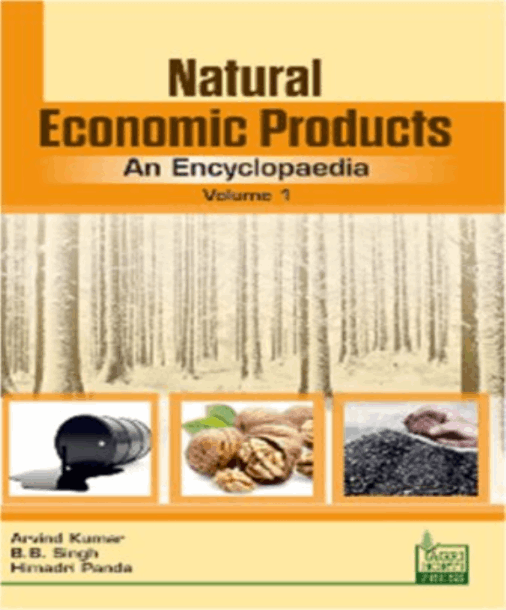 Natural
Economic Products
An Encyclopaedia
Volume 1
Arvind Kumar
B.B. Singh
Himadri Panda